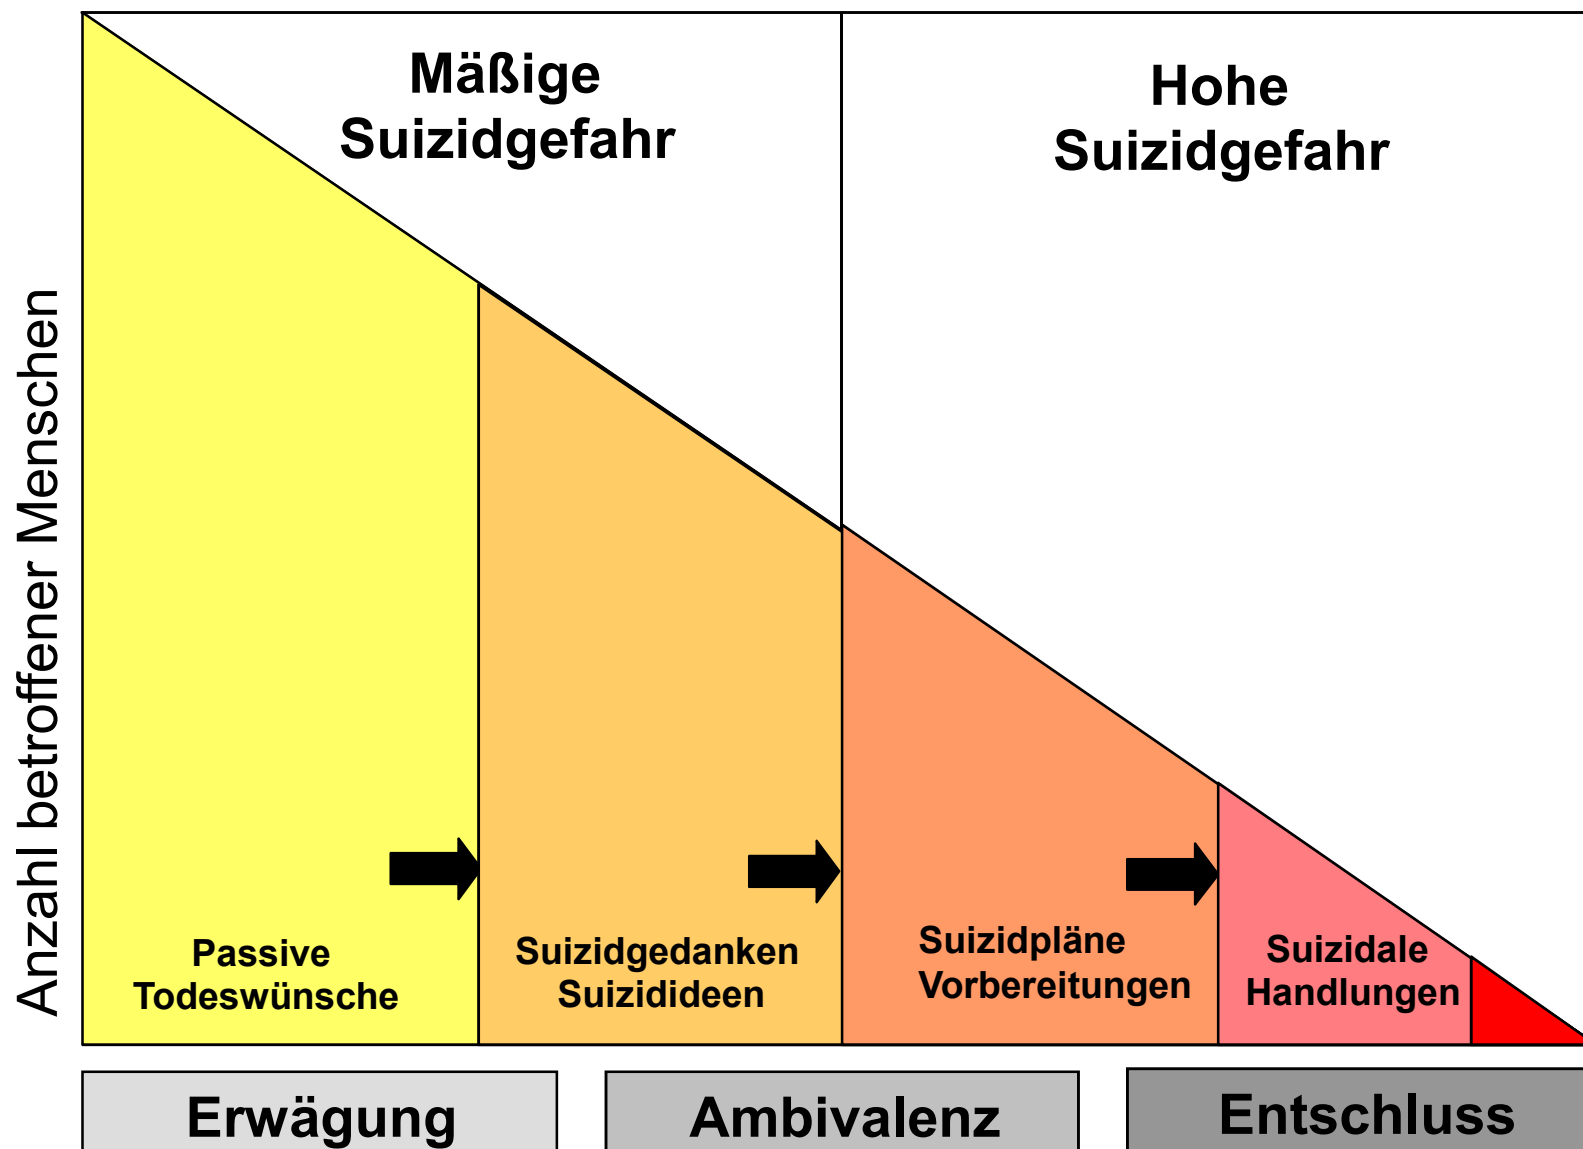 Mäßige
Suizidgefahr
Hohe
Suizidgefahr
Anzahl betroffener Menschen
Passive
Todeswünsche
Suizidgedanken
Suizidideen
Suizidpläne
Vorbereitungen
Suizidale
Handlungen
Erwägung
Ambivalenz
Entschluss